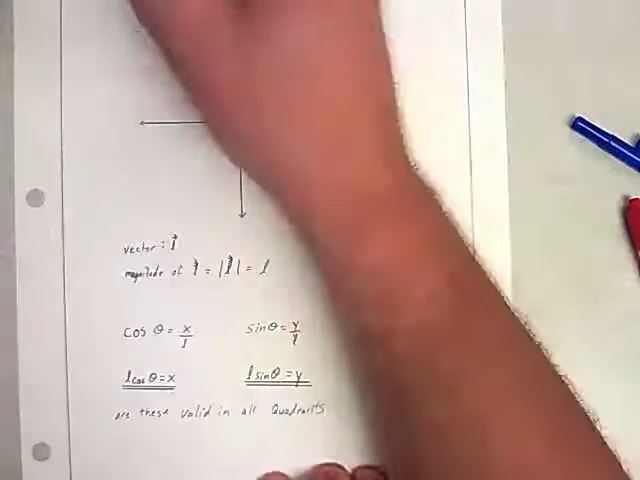 vector: l⃗
magnitude of l⃗ = |l⃗| = l
cos θ = x/l
sin θ = y/l
l cos θ = x
l sin θ = y
are these valid in all Quadrants